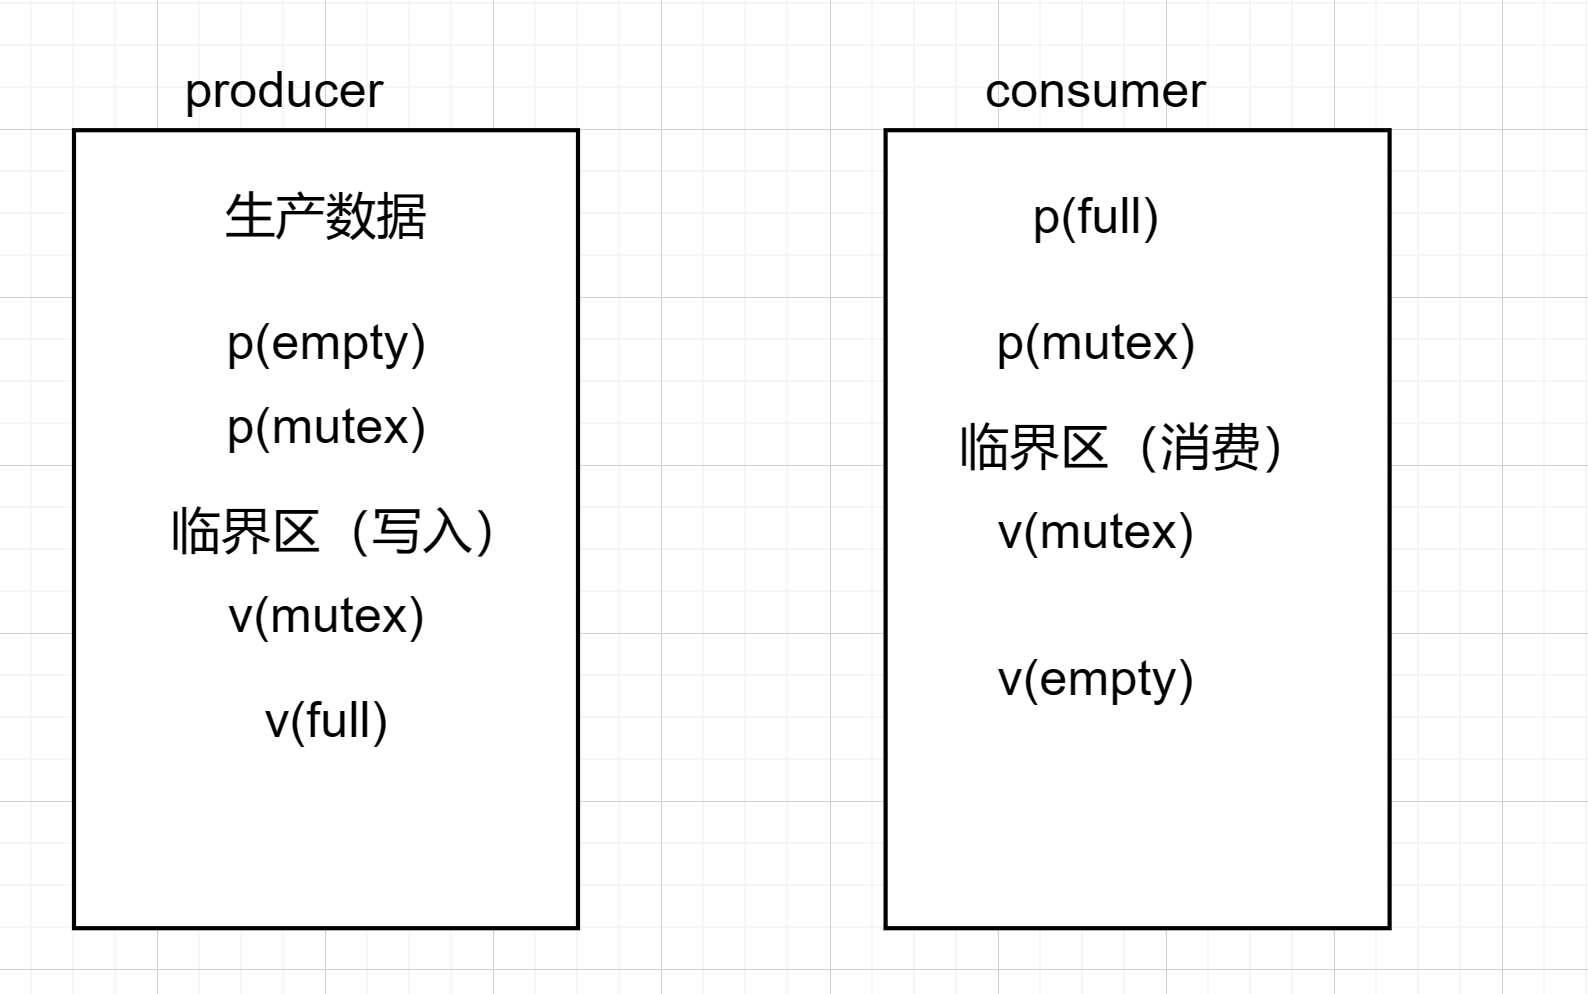 producer
生产数据
p(empty)
p(mutex)
临界区（写入）
v(mutex)
v(full)
consumer
p(full)
p(mutex)
临界区（消费）
v(mutex)
v(empty)